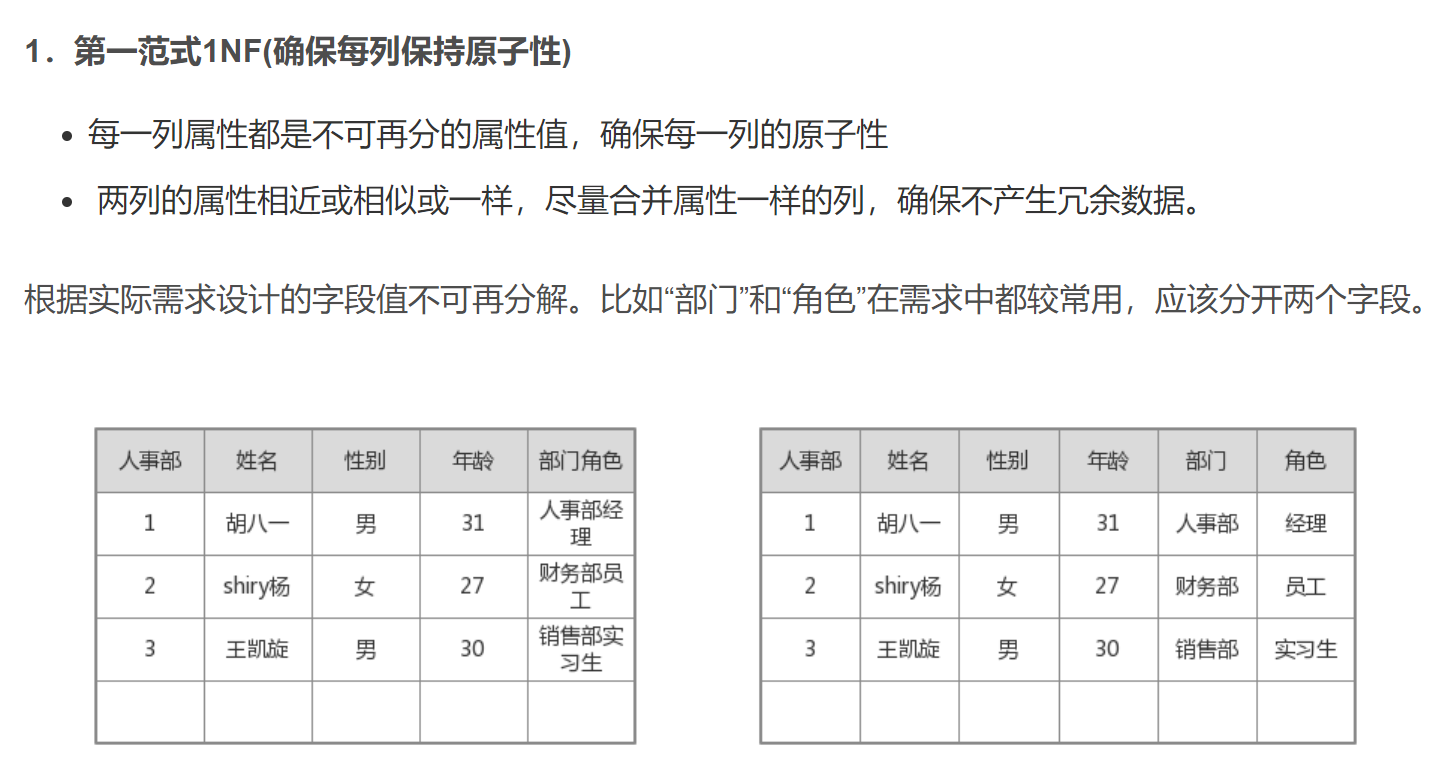 1．第一范式1NF(确保每列保持原子性)
每一列属性都是不可再分的属性值，确保每一列的原子性
两列的属性相近或相似或一样，尽量合并属性一样的列，确保不产生冗余数据。
根据实际需求设计的字段值不可再分解。比如“部门”和“角色”在需求中都较常用，应该分开两个字段。
人事部 姓名 性别 年龄 部门角色
1 胡八一 男 31 人事部经
理
2 shiry杨 女 27 财务部员
工
3 王凯旋 男 30 销售部实
习生
人事部 姓名 性别 年龄 部门 角色
1 胡八一 男 31 人事部 经理
2 shiry杨 女 27 财务部 员工
3 王凯旋 男 30 销售部 实习生